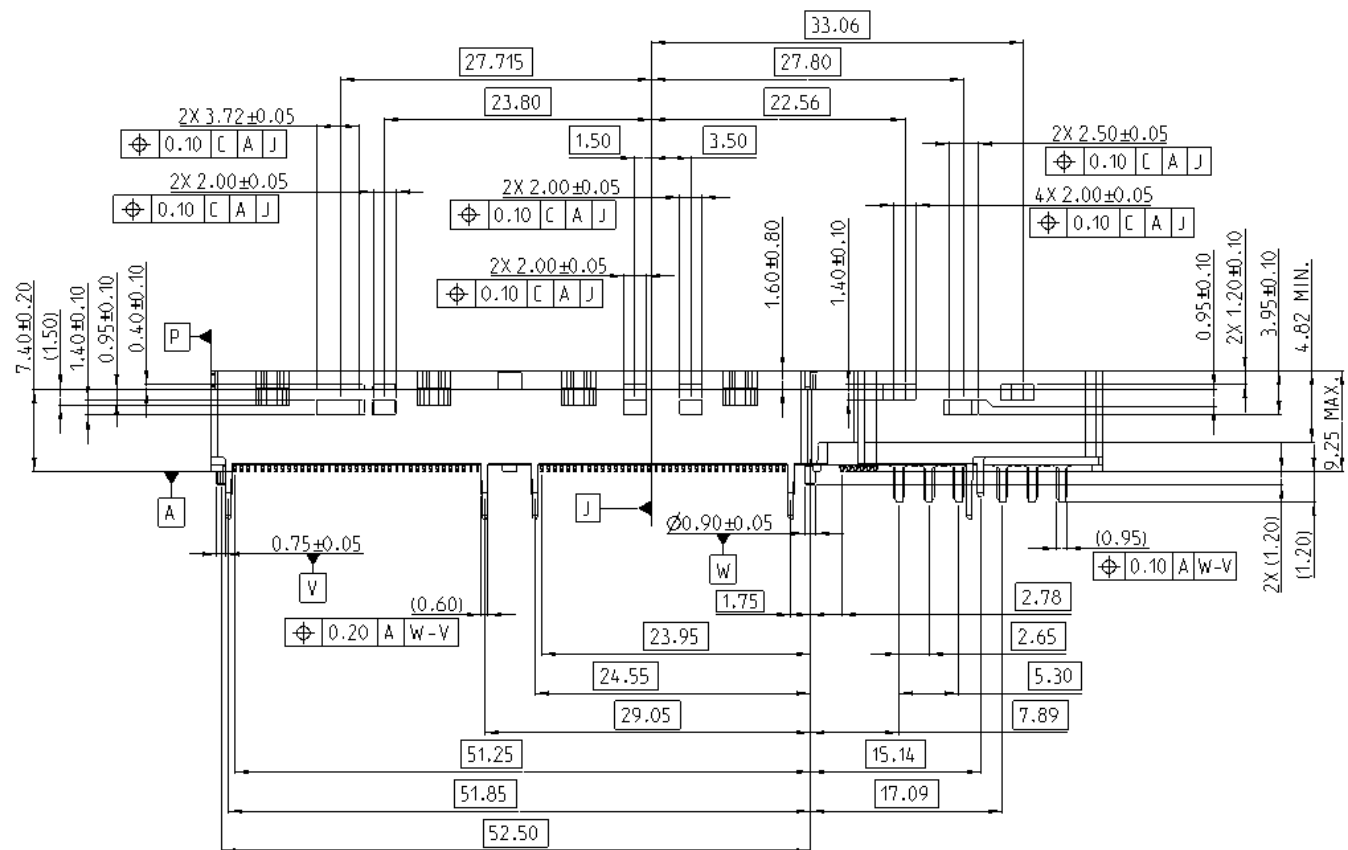 33.06
27.715
27.80
23.80
22.56
2X 3.72±0.05
⌖ 0.10 C A J
1.50
3.50
2X 2.50±0.05
⌖ 0.10 C A J
2X 2.00±0.05
⌖ 0.10 C A J
2X 2.00±0.05
⌖ 0.10 C A J
4X 2.00±0.05
⌖ 0.10 C A J
2X 2.00±0.05
⌖ 0.10 C A J
7.40±0.20
(1.50)
1.40±0.10
0.95±0.10
0.40±0.10
1.60±0.80
1.40±0.10
0.95±0.10
2X 1.20±0.10
3.95±0.10
4.82 MIN.
9.25 MAX.
P
A
J
Ø0.90±0.05
W
0.75±0.05
V
(0.95)
⌖ 0.10 A W-V
2X (1.20)
(1.20)
(0.60)
⌖ 0.20 A W-V
1.75
2.78
23.95
2.65
24.55
5.30
29.05
7.89
51.25
15.14
51.85
17.09
52.50